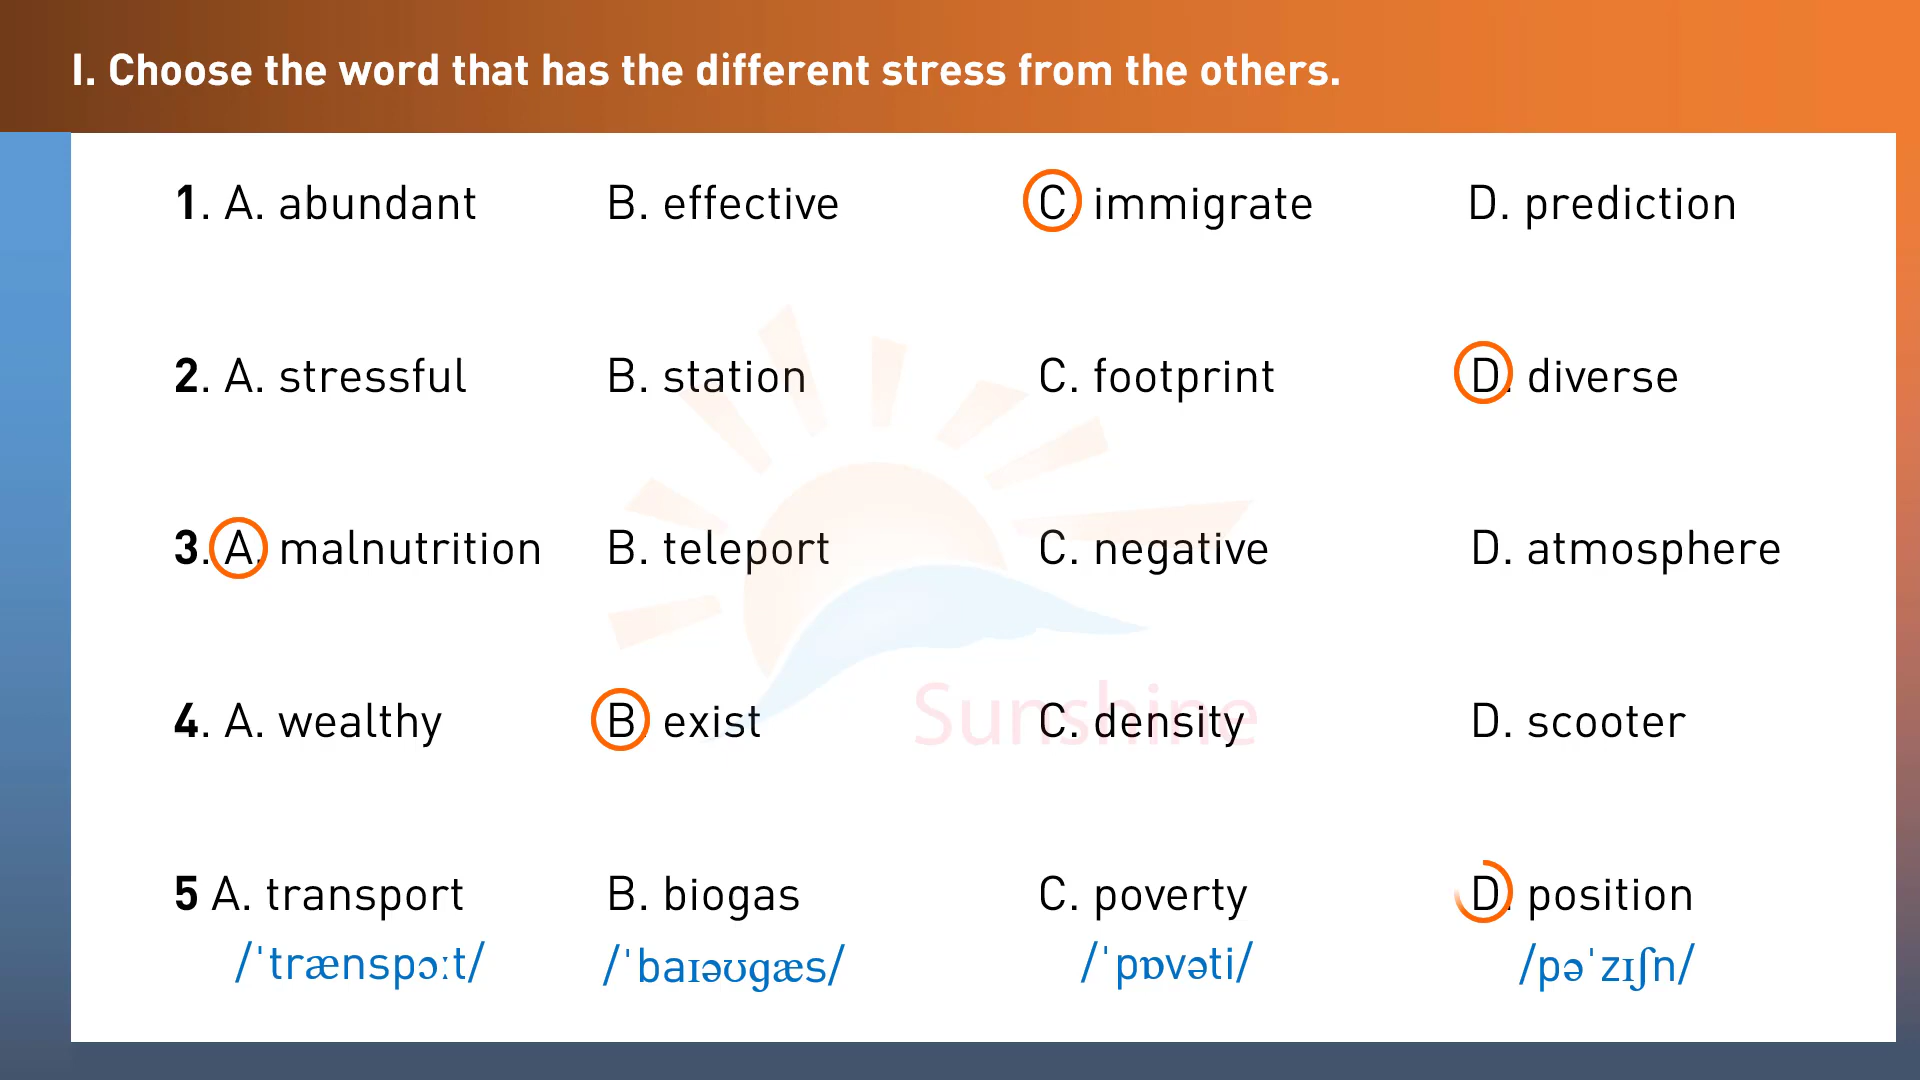 I. Choose the word that has the different stress from the others.
1. A. abundant B. effective C. immigrate D. prediction
2. A. stressful B. station C. footprint D. diverse
3. A. malnutrition B. teleport C. negative D. atmosphere
Sunshine
4. A. wealthy B. exist C. density D. scooter
5 A. transport B. biogas C. poverty D. position
/ˈtrænspɔːt/ /ˈbaɪəʊgæs/ /ˈpɒvəti/ /pəˈzɪʃn/